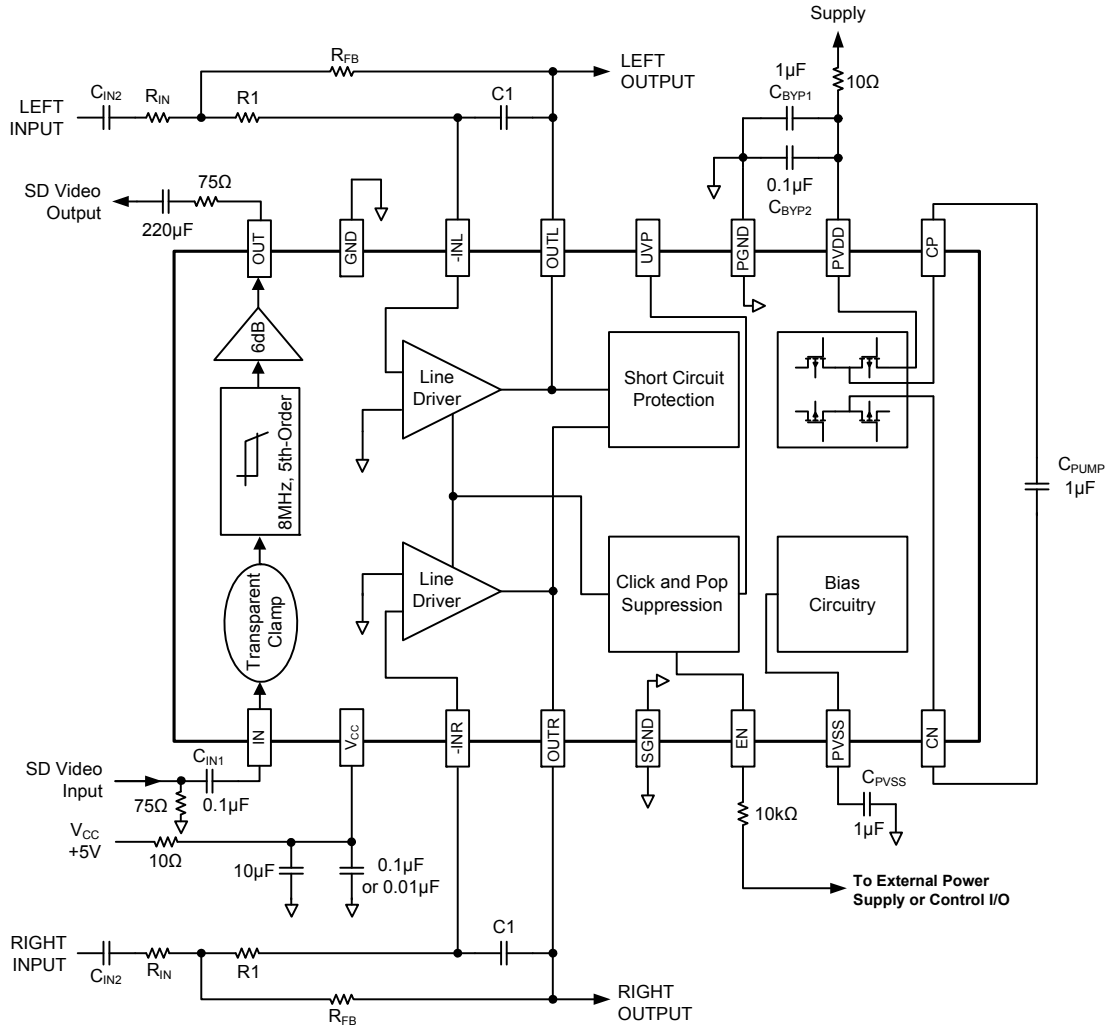 Supply
R_FB
LEFT
OUTPUT
1µF
C_BYP1
10Ω
C_IN2
R_IN
R1
C1
LEFT
INPUT
SD Video
Output
75Ω
220µF
0.1µF
C_BYP2
OUT
GND
-INL
OUTL
UVP
PGND
PVDD
CP
6dB
Line
Driver
Short Circuit
Protection
8MHz, 5th-Order
C_PUMP
1µF
Transparent
Clamp
Line
Driver
Click and Pop
Suppression
Bias
Circuitry
IN
V_CC
-INR
OUTR
SGND
EN
PVSS
CN
SD Video
Input
C_IN1
75Ω
0.1µF
C_PVSS
1µF
10kΩ
V_CC
+5V
10Ω
10µF
0.1µF
or 0.01µF
To External Power
Supply or Control I/O
RIGHT
INPUT
C_IN2
R_IN
R1
C1
R_FB
RIGHT
OUTPUT